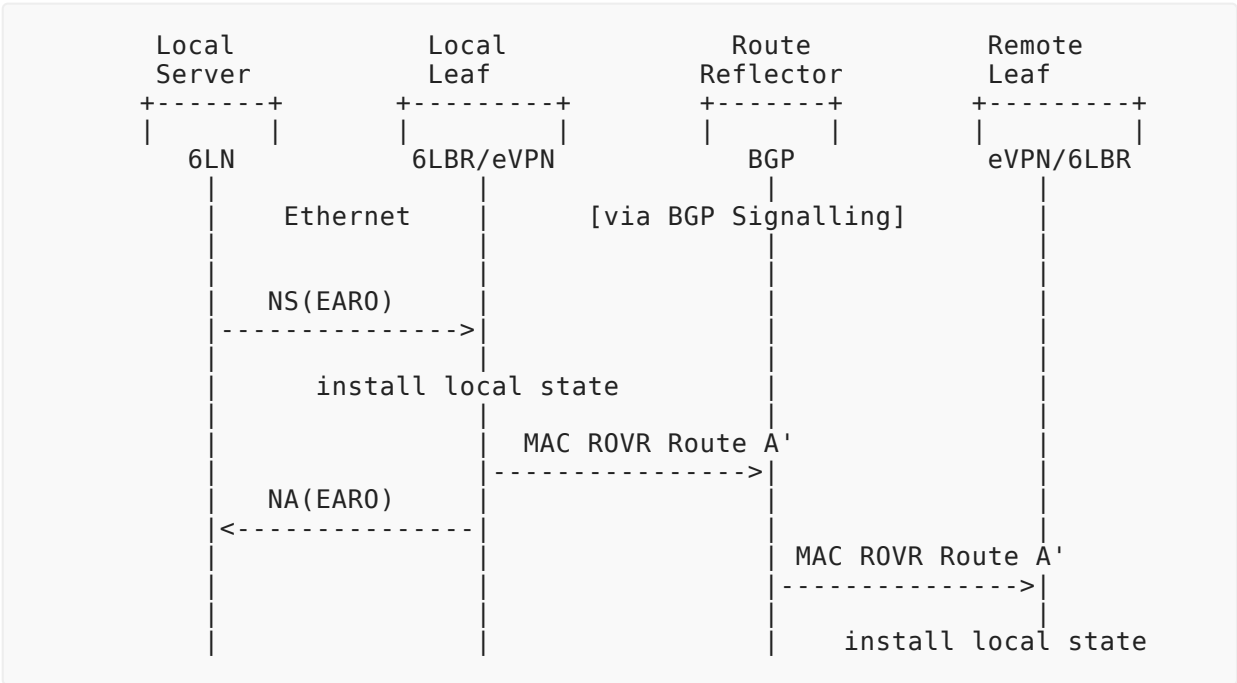 Local Local Route Remote
Server Leaf Reflector Leaf
6LN 6LBR/eVPN BGP eVPN/6LBR
Ethernet [via BGP Signalling]
NS(EARO)
install local state
MAC ROVR Route A'
NA(EARO)
MAC ROVR Route A'
install local state